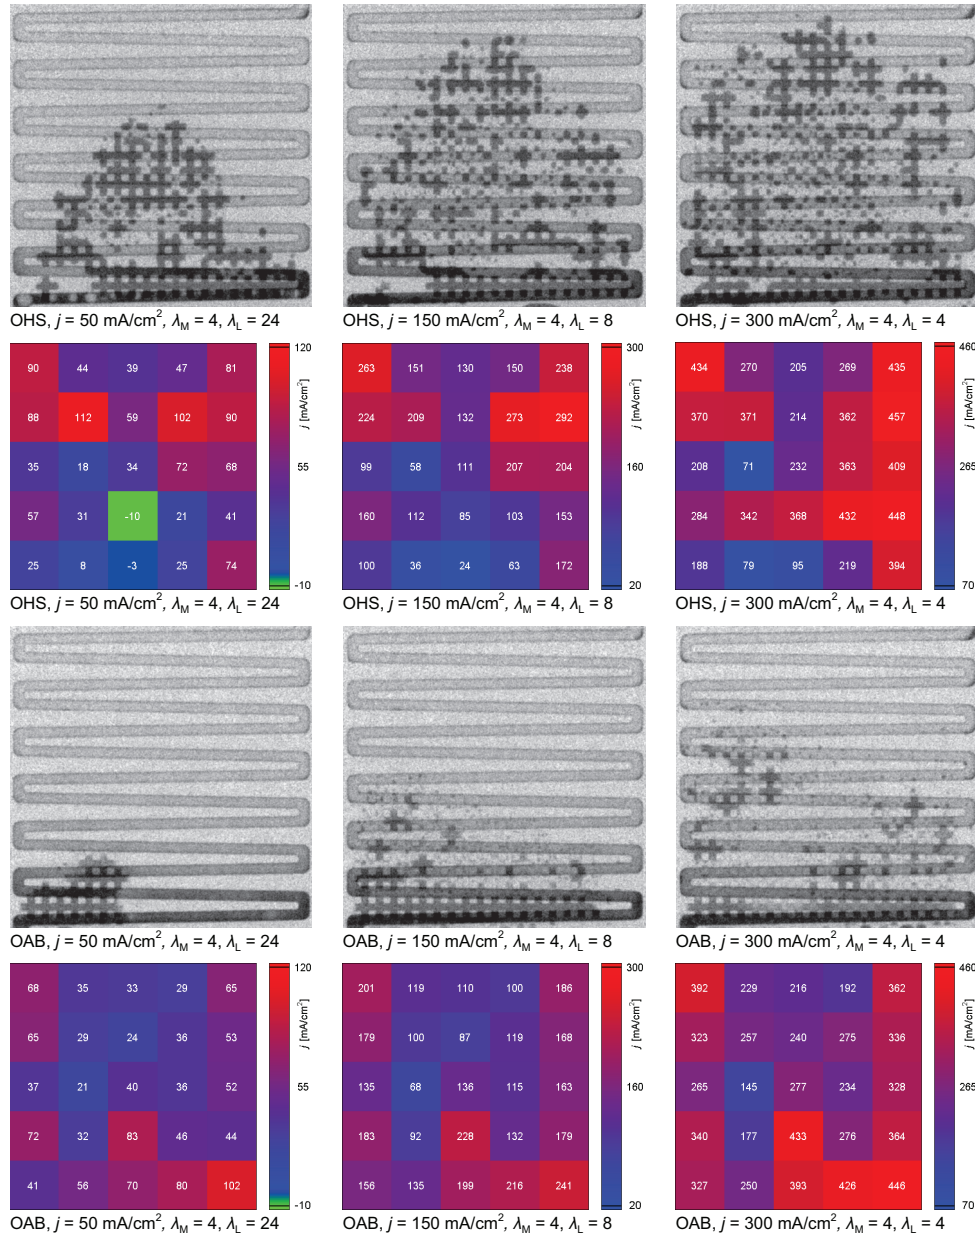 OHS, j = 50 mA/cm², λM = 4, λL = 24
OHS, j = 150 mA/cm², λM = 4, λL = 8
OHS, j = 300 mA/cm², λM = 4, λL = 4
90 44 39 47 81
88 112 59 102 90
35 18 34 72 68
57 31 -10 21 41
25 8 -3 25 74
120
55
-10
j [mA/cm²]
263 151 130 150 238
224 209 132 273 292
99 58 111 207 204
160 112 85 103 153
100 36 24 63 172
300
160
20
j [mA/cm²]
434 270 205 269 435
370 371 214 362 457
208 71 232 363 409
284 342 368 432 448
188 79 95 219 394
460
265
70
j [mA/cm²]
OHS, j = 50 mA/cm², λM = 4, λL = 24
OHS, j = 150 mA/cm², λM = 4, λL = 8
OHS, j = 300 mA/cm², λM = 4, λL = 4
OAB, j = 50 mA/cm², λM = 4, λL = 24
OAB, j = 150 mA/cm², λM = 4, λL = 8
OAB, j = 300 mA/cm², λM = 4, λL = 4
68 35 33 29 65
65 29 24 36 53
37 21 40 36 52
72 32 83 46 44
41 56 70 80 102
120
55
-10
j [mA/cm²]
201 119 110 100 186
179 100 87 119 168
135 68 136 115 163
183 92 228 132 179
156 135 199 216 241
300
160
20
j [mA/cm²]
392 229 216 192 362
323 257 240 275 336
265 145 277 234 328
340 177 433 276 364
327 250 393 426 446
460
265
70
j [mA/cm²]
OAB, j = 50 mA/cm², λM = 4, λL = 24
OAB, j = 150 mA/cm², λM = 4, λL = 8
OAB, j = 300 mA/cm², λM = 4, λL = 4